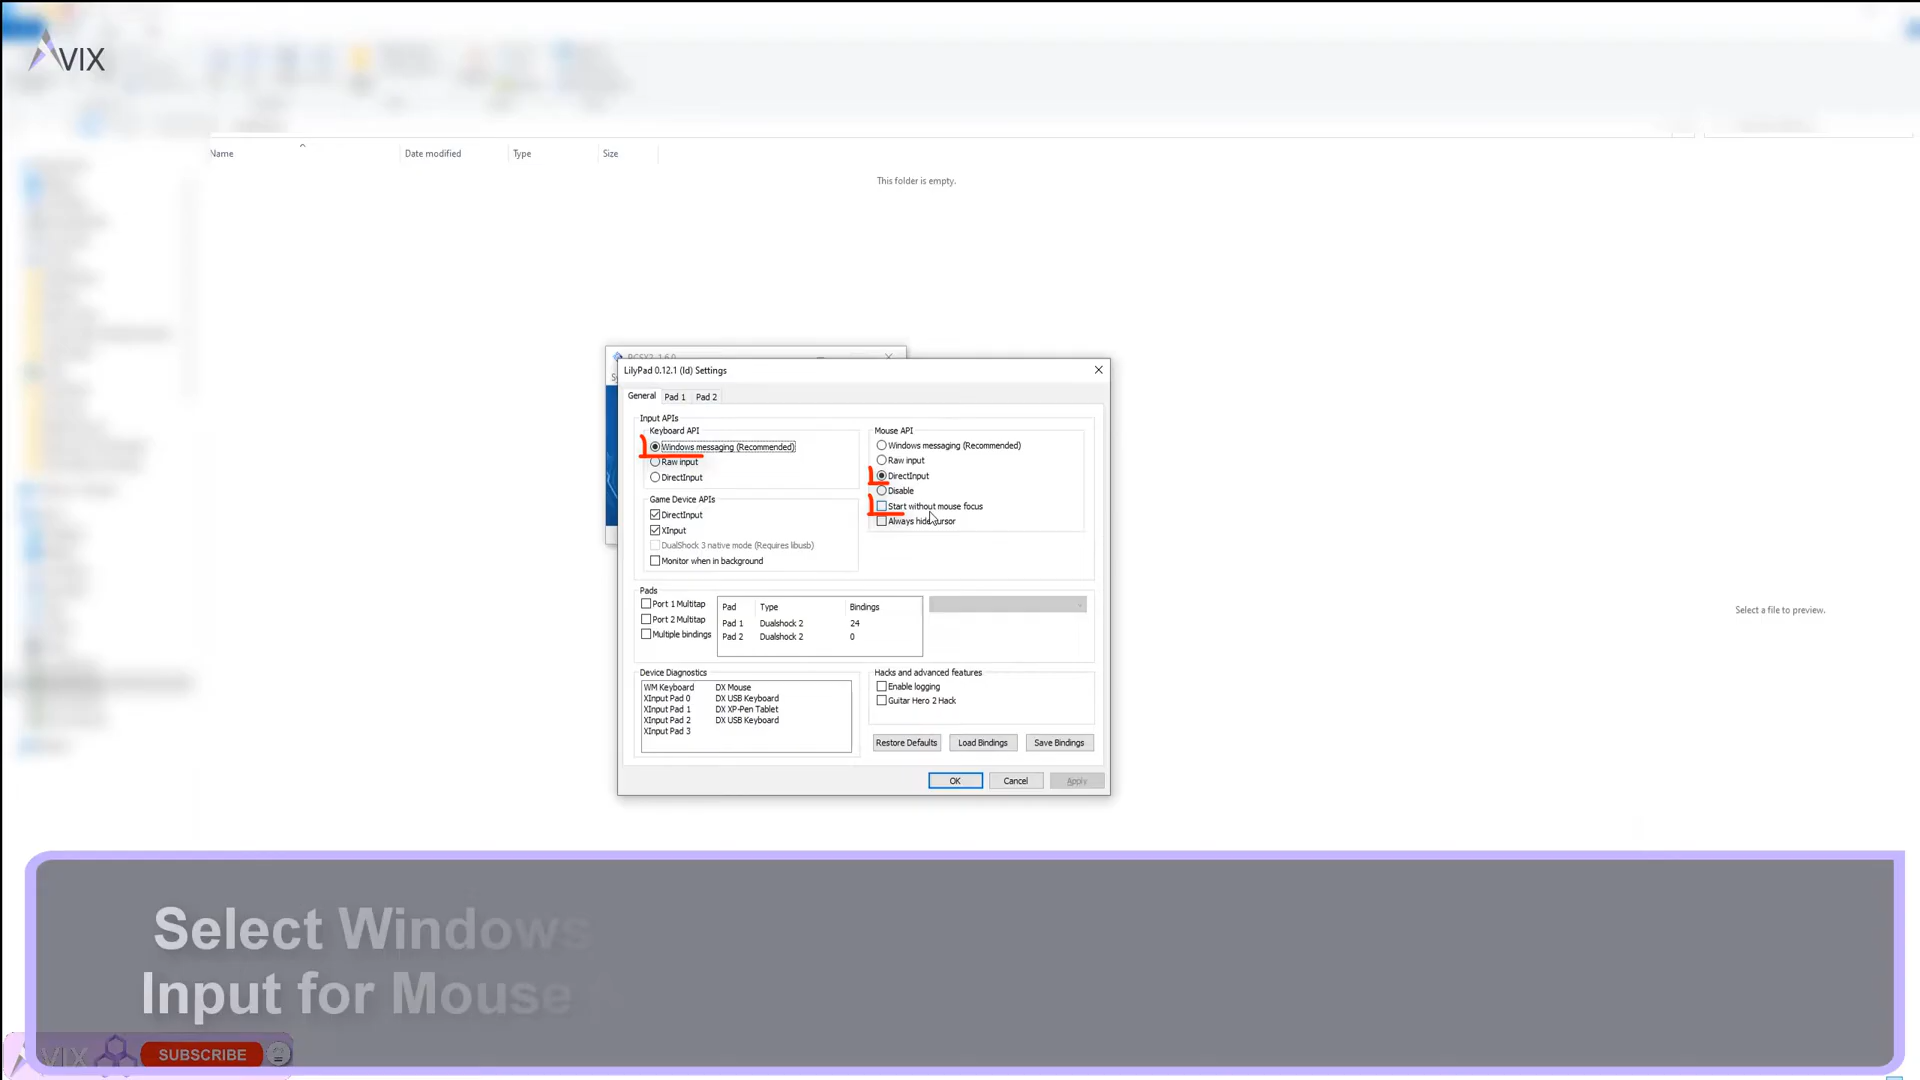 VIX
Name
Date modified
Type
Size
This folder is empty.
Select a file to preview.
LilyPad 0.12.1 (ld) Settings
General
Pad 1
Pad 2
Input APIs
Keyboard API
Windows messaging (Recommended)
Raw input
DirectInput
Game Device APIs
DirectInput
XInput
DualShock 3 native mode (Requires libusb)
Monitor when in background
Mouse API
Windows messaging (Recommended)
Raw input
DirectInput
Disable
Start without mouse focus
Always hide cursor
Pads
Port 1 Multitap
Port 2 Multitap
Multiple bindings
Pad Type Bindings
Pad 1 Dualshock 2 24
Pad 2 Dualshock 2 0
Device Diagnostics
WM Keyboard DX Mouse
XInput Pad 0 DX USB Keyboard
XInput Pad 1 DX XP-Pen Tablet
XInput Pad 2 DX USB Keyboard
XInput Pad 3
Hacks and advanced features
Enable logging
Guitar Hero 2 Hack
Restore Defaults
Load Bindings
Save Bindings
OK
Cancel
Apply
Select Windows
Input for Mouse
VIX
SUBSCRIBE